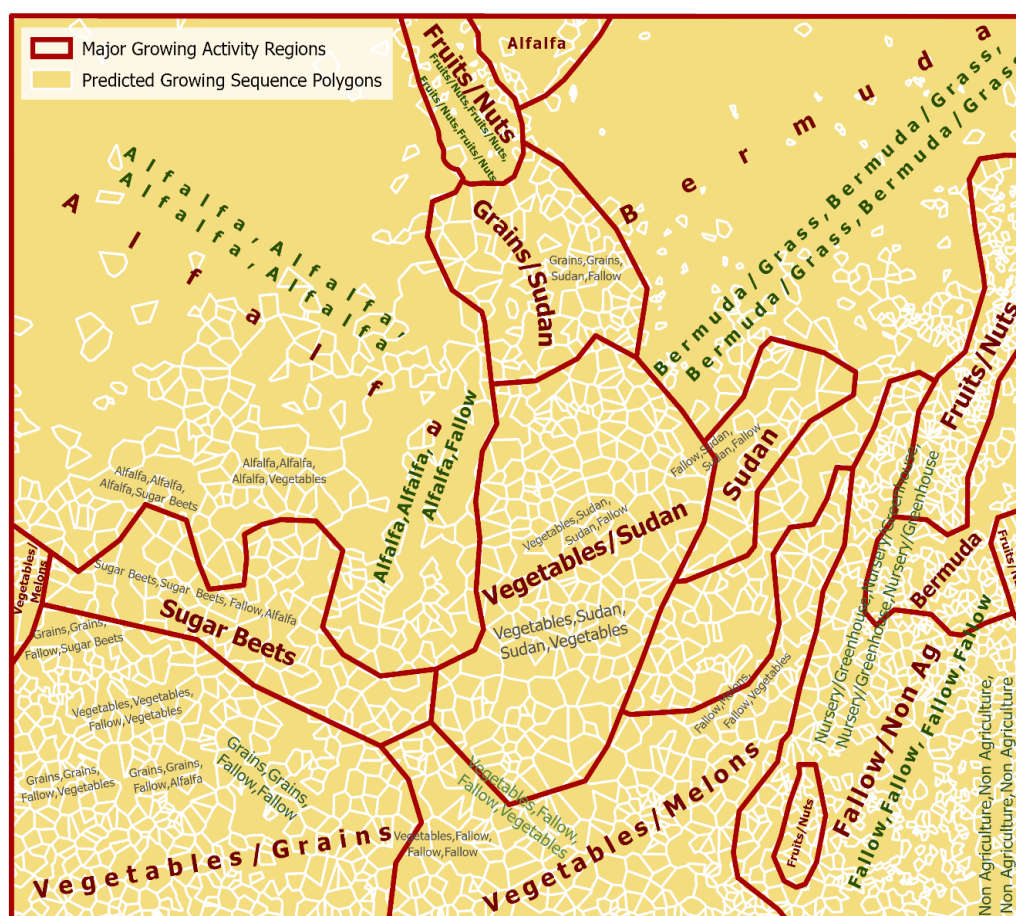 Major Growing Activity Regions
Predicted Growing Sequence Polygons
Fruits/Nuts
Fruits/Nuts,Fruits/Nuts,
Fruits/Nuts,Fruits/Nuts
Alfalfa
Bermuda
Bermuda/Grass,Bermuda/Grass,
Bermuda/Grass,Bermuda/Grass
Alfalfa, Alfalfa,
Alfalfa, Alfalfa
Alfalfa
Grains/Sudan
Grains,Grains,
Sudan,Fallow
Fruits/Nuts
Alfalfa,Alfalfa,
Alfalfa,Fallow
Alfalfa,Alfalfa,
Alfalfa,Vegetables
Alfalfa,Alfalfa,
Alfalfa,Sugar Beets
Fallow,Sudan,
Sudan,Fallow
Sudan
Vegetables,Sudan,
Sudan,Fallow
Vegetables/Sudan
Vegetables,Sudan,
Sudan,Vegetables
Nursery/Greenhouse,Nursery/Greenhouse,
Nursery/Greenhouse,Nursery/Greenhouse
Bermuda
Vegetables/
Melons
Sugar Beets,Sugar Beets, Fallow,Alfalfa
Sugar Beets
Grains,Grains,
Fallow,Sugar Beets
Vegetables,Vegetables,
Fallow,Vegetables
Grains,Grains,
Fallow,Vegetables
Grains,Grains,
Fallow,Alfalfa
Grains,Grains,
Fallow,Fallow
Vegetables/Grains
Vegetables,Fallow,
Fallow,Fallow
Vegetables,Fallow,
Fallow,Vegetables
Fallow,Melons,
Fallow,Vegetables
Vegetables/Melons
Fruits/Nuts
Fallow/Non Ag
Fallow,Fallow, Fallow,Fallow
Non Agriculture,Non Agriculture,
Non Agriculture,Non Agriculture